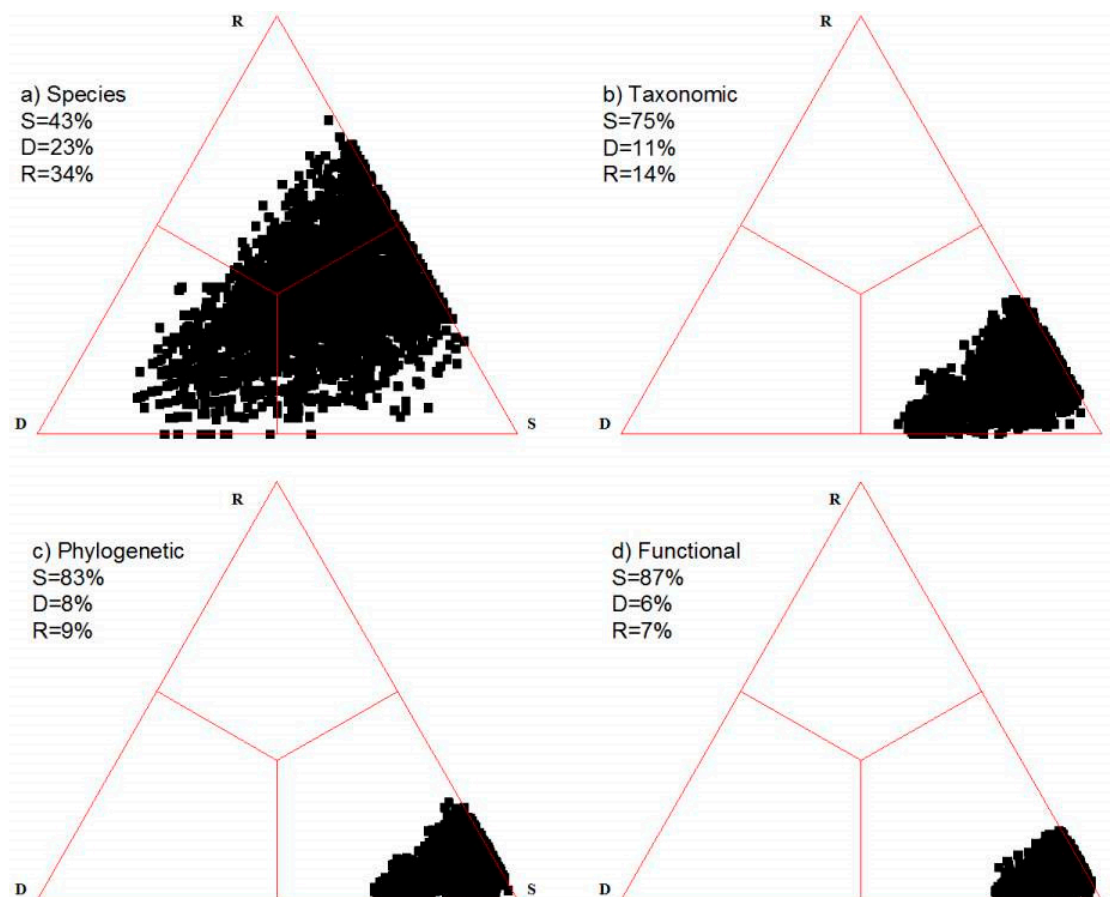 R
a) Species
S=43%
D=23%
R=34%
D
S
R
b) Taxonomic
S=75%
D=11%
R=14%
D
R
c) Phylogenetic
S=83%
D=8%
R=9%
D
S
R
d) Functional
S=87%
D=6%
R=7%
D